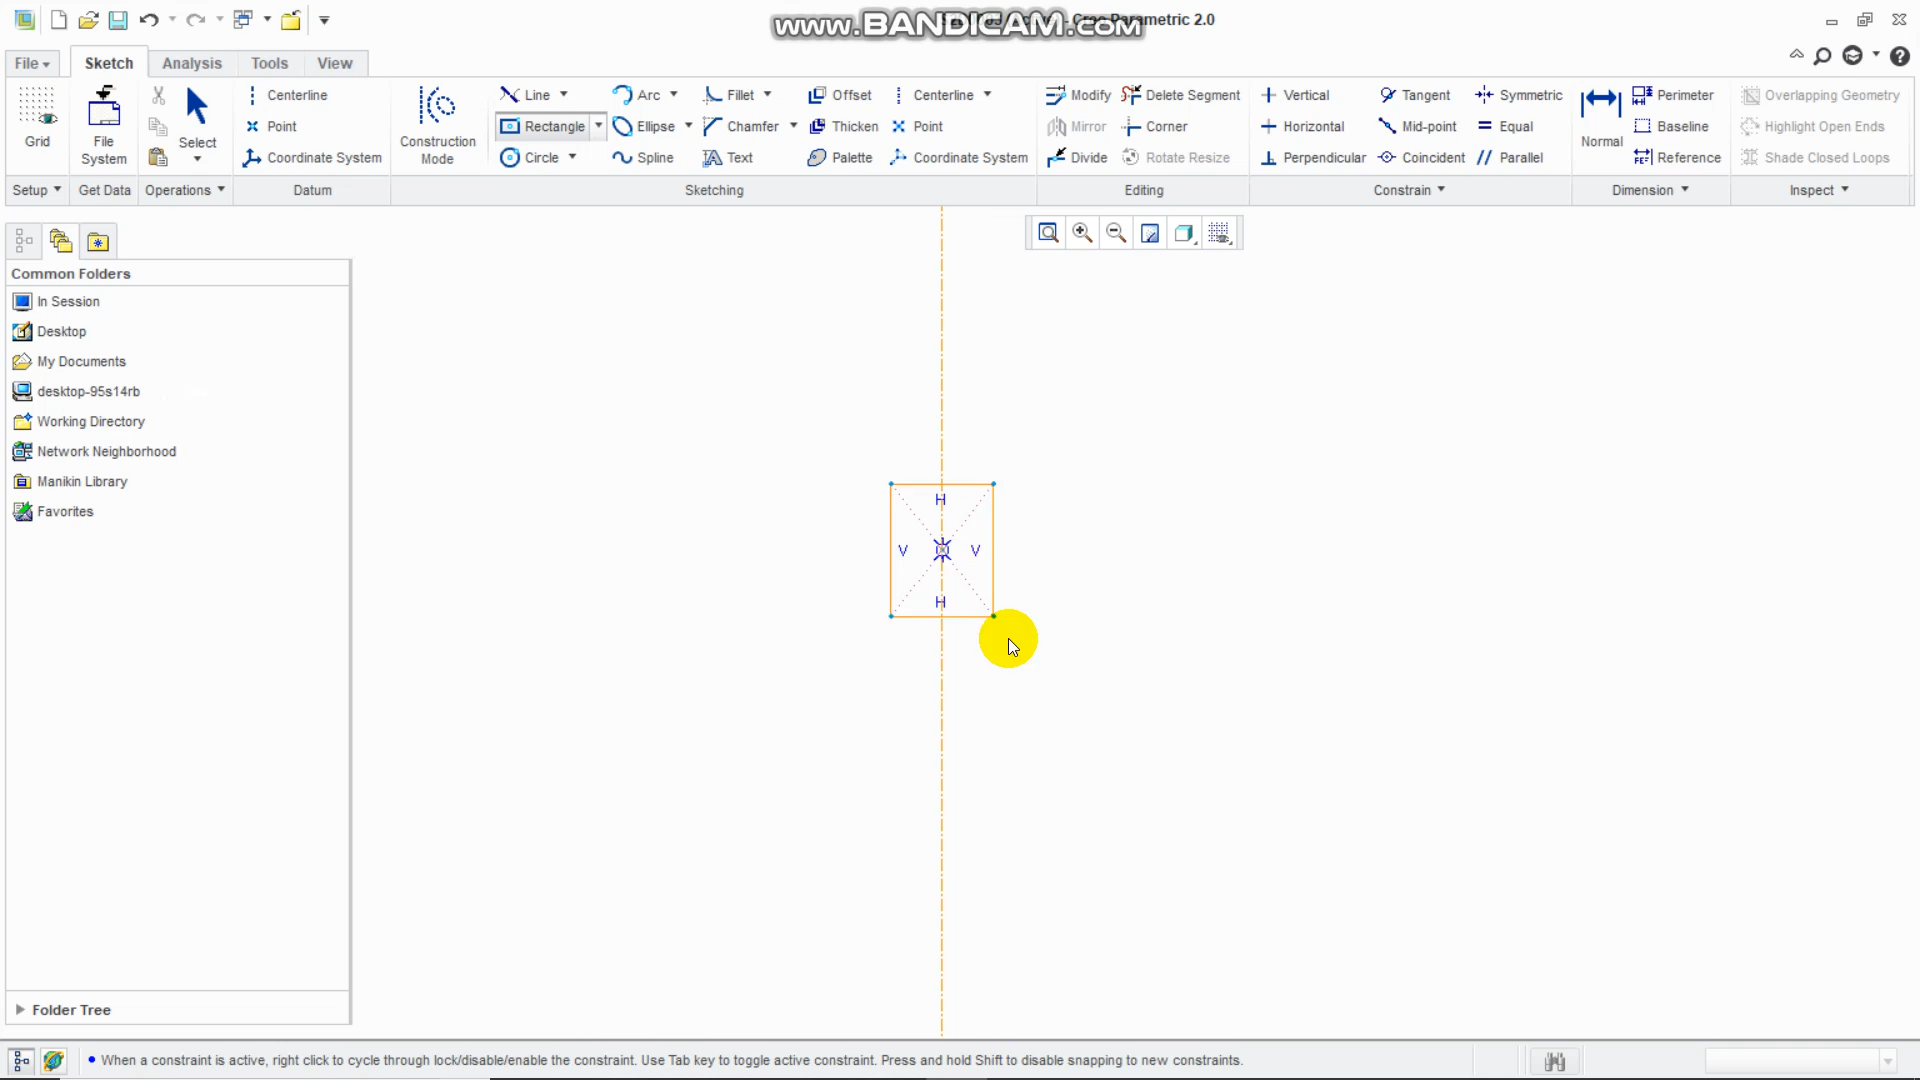 www.BANDICAM.com
Creo Parametric 2.0
File
Sketch
Analysis
Tools
View
Grid
File System
Select
Centerline
Point
Coordinate System
Construction Mode
Line
Rectangle
Circle
Arc
Ellipse
Spline
Fillet
Chamfer
Text
Offset
Thicken
Palette
Centerline
Point
Coordinate System
Modify
Mirror
Divide
Delete Segment
Corner
Rotate Resize
Vertical
Horizontal
Perpendicular
Tangent
Mid-point
Coincident
Symmetric
Equal
Parallel
Normal
Perimeter
Baseline
Reference
Overlapping Geometry
Highlight Open Ends
Shade Closed Loops
Setup
Get Data
Operations
Datum
Sketching
Editing
Constrain
Dimension
Inspect
Common Folders
In Session
Desktop
My Documents
desktop-95s14rb
Working Directory
Network Neighborhood
Manikin Library
Favorites
H
V
V
H
Folder Tree
When a constraint is active, right click to cycle through lock/disable/enable the constraint. Use Tab key to toggle active constraint. Press and hold Shift to disable snapping to new constraints.